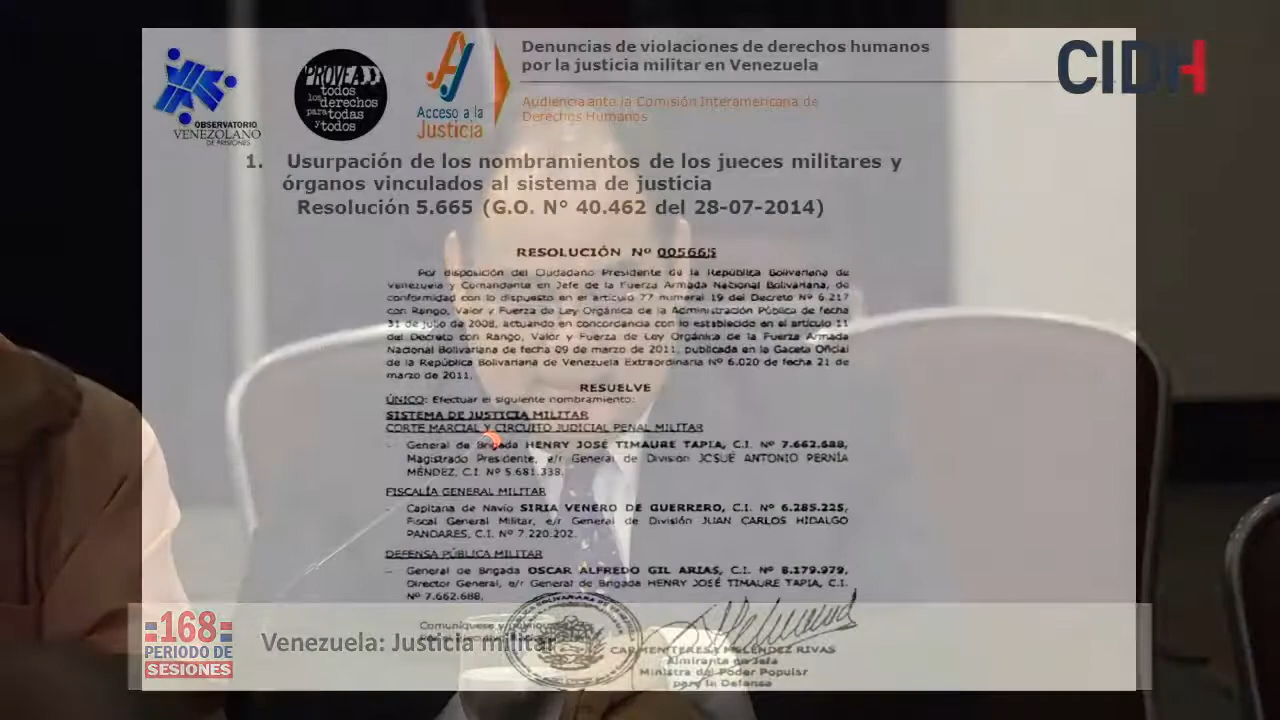 OBSERVATORIO
VENEZOLANO
DE PRISIONES
PROVEA
todos
los derechos
para todas
y todos
Acceso a la
Justicia
Denuncias de violaciones de derechos humanos
por la justicia militar en Venezuela
Audiencia ante la Comisión Interamericana de
Derechos Humanos
CIDH
1. Usurpación de los nombramientos de los jueces militares y
órganos vinculados al sistema de justicia
Resolución 5.665 (G.O. N° 40.462 del 28-07-2014)
RESOLUCIÓN Nº 005665
Por disposición del Ciudadano Presidente de la República Bolivariana de
Venezuela y Comandante en Jefe de la Fuerza Armada Nacional Bolivariana, de
conformidad con lo dispuesto en el artículo 77 numeral 19 del Decreto Nº 6.217
con Rango, Valor y Fuerza de Ley Orgánica de la Administración Pública de fecha
31 de julio de 2008, actuando en concordancia con lo establecido en el artículo 11
del Decreto con Rango, Valor y Fuerza de Ley Orgánica de la Fuerza Armada
Nacional Bolivariana de fecha 09 de marzo de 2011, publicada en la Gaceta Oficial
de la República Bolivariana de Venezuela Extraordinaria Nº 6.020 de fecha 21 de
marzo de 2011,
RESUELVE
ÚNICO: Efectuar el siguiente nombramiento:
SISTEMA DE JUSTICIA MILITAR
CORTE MARCIAL Y CIRCUITO JUDICIAL PENAL MILITAR
- General de Brigada HENRY JOSÉ TIMAURE TAPIA, C.I. Nº 7.662.688,
Magistrado Presidente, e/r General de División JOSUÉ ANTONIO PERNÍA
MÉNDEZ, C.I. Nº 5.681.338.
FISCALÍA GENERAL MILITAR
- Capitana de Navío SIRIA VENERO DE GUERRERO, C.I. Nº 6.285.225,
Fiscal General Militar, e/r General de División JUAN CARLOS HIDALGO
PANDARES, C.I. Nº 7.220.202.
DEFENSA PÚBLICA MILITAR
- General de Brigada OSCAR ALFREDO GIL ARIAS, C.I. Nº 8.179.979,
Director General, e/r General de Brigada HENRY JOSÉ TIMAURE TAPIA, C.I.
Nº 7.662.688.
Comuníquese y
CARMEN TERESA MELÉNDEZ RIVAS
Almiranta en Jefa
Ministra del Poder Popular
para la Defensa
168
PERIODO DE
SESIONES
Venezuela: Justicia militar